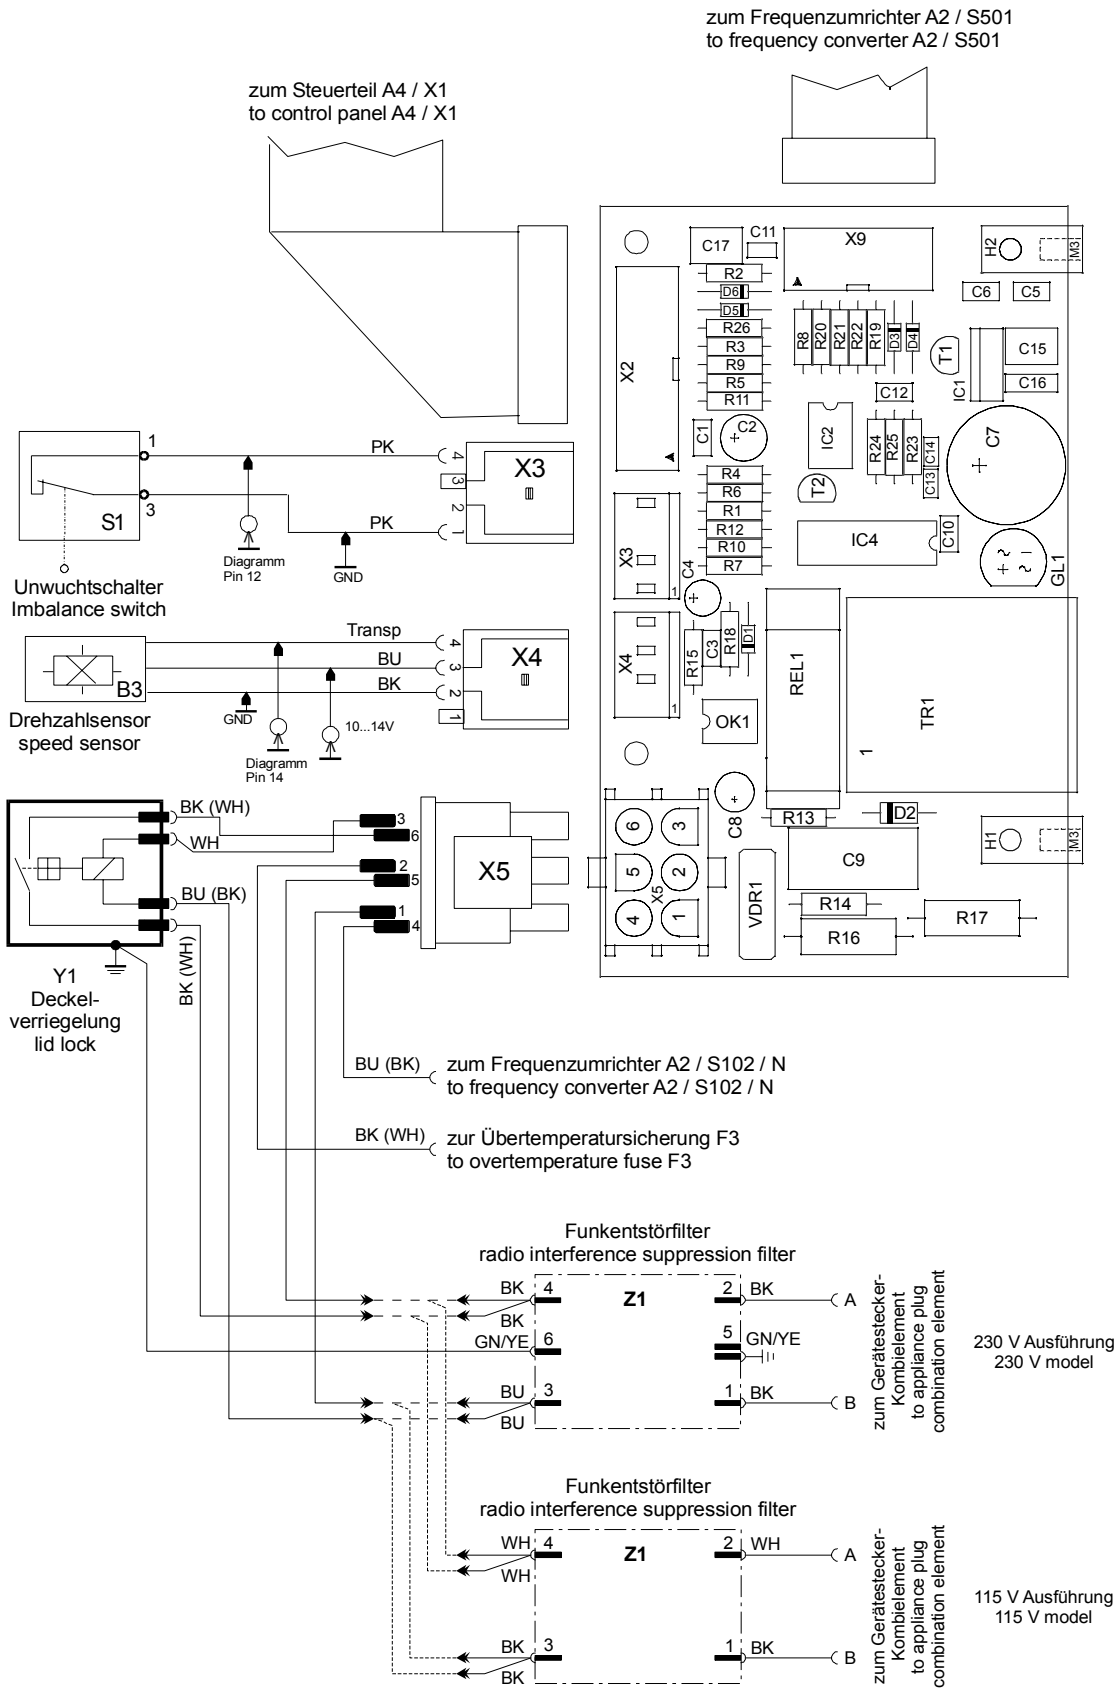 zum Frequenzumrichter A2 / S501
to frequency converter A2 / S501
zum Steuerteil A4 / X1
to control panel A4 / X1
C17
C11
X9
H2
M3
R2
D6
D5
R26
R3
R9
R5
R11
C6
C5
R8
R20
R21
R22
R19
D3
D4
T1
IC1
C15
C16
X2
C12
C1
C2
IC2
R24
R25
R23
C14
C13
C7
T2
R4
R6
R1
R12
R10
R7
IC4
C10
GL1
+ ~
~ -
X3
1
C4
X4
1
R15
C3
R18
D1
REL1
TR1
1
OK1
C8
R13
D2
H1
M3
6
3
5
2
4
1
X5
VDR1
C9
R14
R16
R17
1
3
S1
PK
PK
4
3
2
1
X3
Diagramm
Pin 12
GND
Unwuchtschalter
Imbalance switch
Transp
BU
BK
4
3
2
1
X4
B3
GND
10...14V
Diagramm
Pin 14
Drehzahlsensor
speed sensor
BK (WH)
WH
BU (BK)
BK (WH)
3
6
2
5
1
4
X5
Y1
Deckel-
verriegelung
lid lock
BU (BK)
zum Frequenzumrichter A2 / S102 / N
to frequency converter A2 / S102 / N
BK (WH)
zur Übertemperatursicherung F3
to overtemperature fuse F3
Funkentstörfilter
radio interference suppression filter
BK
4
Z1
2
BK
A
BK
GN/YE
6
5
GN/YE
BU
3
1
BK
B
BU
zum Gerätestecker-
Kombielement
to appliance plug
combination element
230 V Ausführung
230 V model
Funkentstörfilter
radio interference suppression filter
WH
4
Z1
2
WH
A
WH
BK
3
1
BK
B
BK
zum Gerätestecker-
Kombielement
to appliance plug
combination element
115 V Ausführung
115 V model